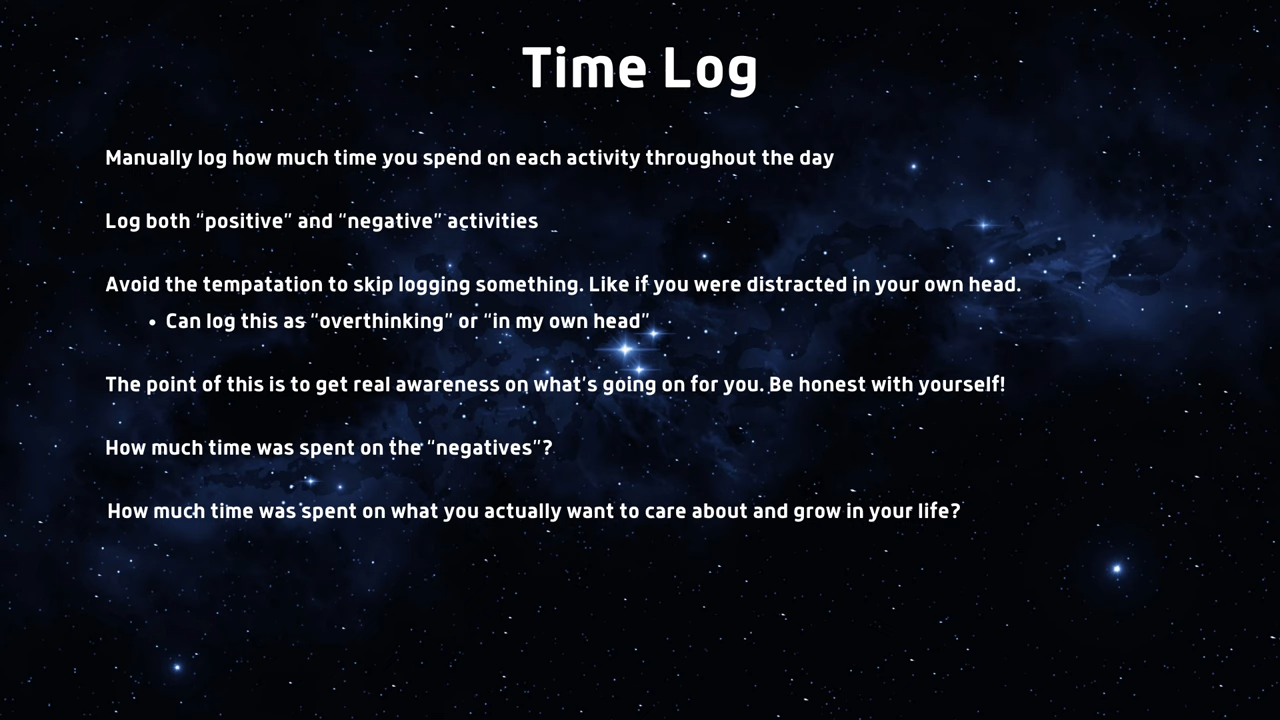 Time Log
Manually log how much time you spend on each activity throughout the day
Log both “positive” and “negative” activities
Avoid the tempatation to skip logging something. Like if you were distracted in your own head.
• Can log this as “overthinking” or “in my own head”
The point of this is to get real awareness on what's going on for you. Be honest with yourself!
How much time was spent on the “negatives”?
How much time was spent on what you actually want to care about and grow in your life?